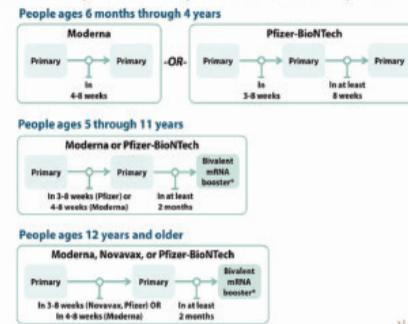 People ages 6 months through 4 years
Moderna
Primary
Primary
In
4-8 weeks
-OR-
Pfizer-BioNTech
Primary
Primary
Primary
In
3-8 weeks
In at least
8 weeks
People ages 5 through 11 years
Moderna or Pfizer-BioNTech
Primary
Primary
Bivalent
mRNA
booster*
In 3-8 weeks (Pfizer) or
4-8 weeks (Moderna)
In at least
2 months
People ages 12 years and older
Moderna, Novavax, or Pfizer-BioNTech
Primary
Primary
Bivalent
mRNA
booster*
In 3-8 weeks (Novavax, Pfizer) OR
In 4-8 weeks (Moderna)
In at least
2 months